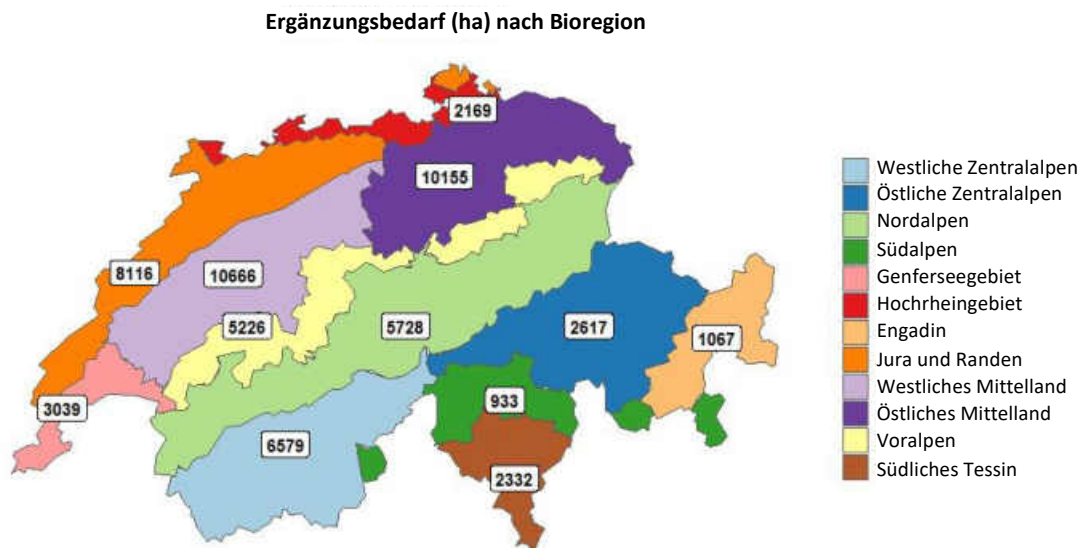 Ergänzungsbedarf (ha) nach Bioregion
2169
10155
8116
10666
5226
5728
2617
1067
3039
933
6579
2332
Westliche Zentralalpen
Östliche Zentralalpen
Nordalpen
Südalpen
Genferseegebiet
Hochrheingebiet
Engadin
Jura und Randen
Westliches Mittelland
Östliches Mittelland
Voralpen
Südliches Tessin